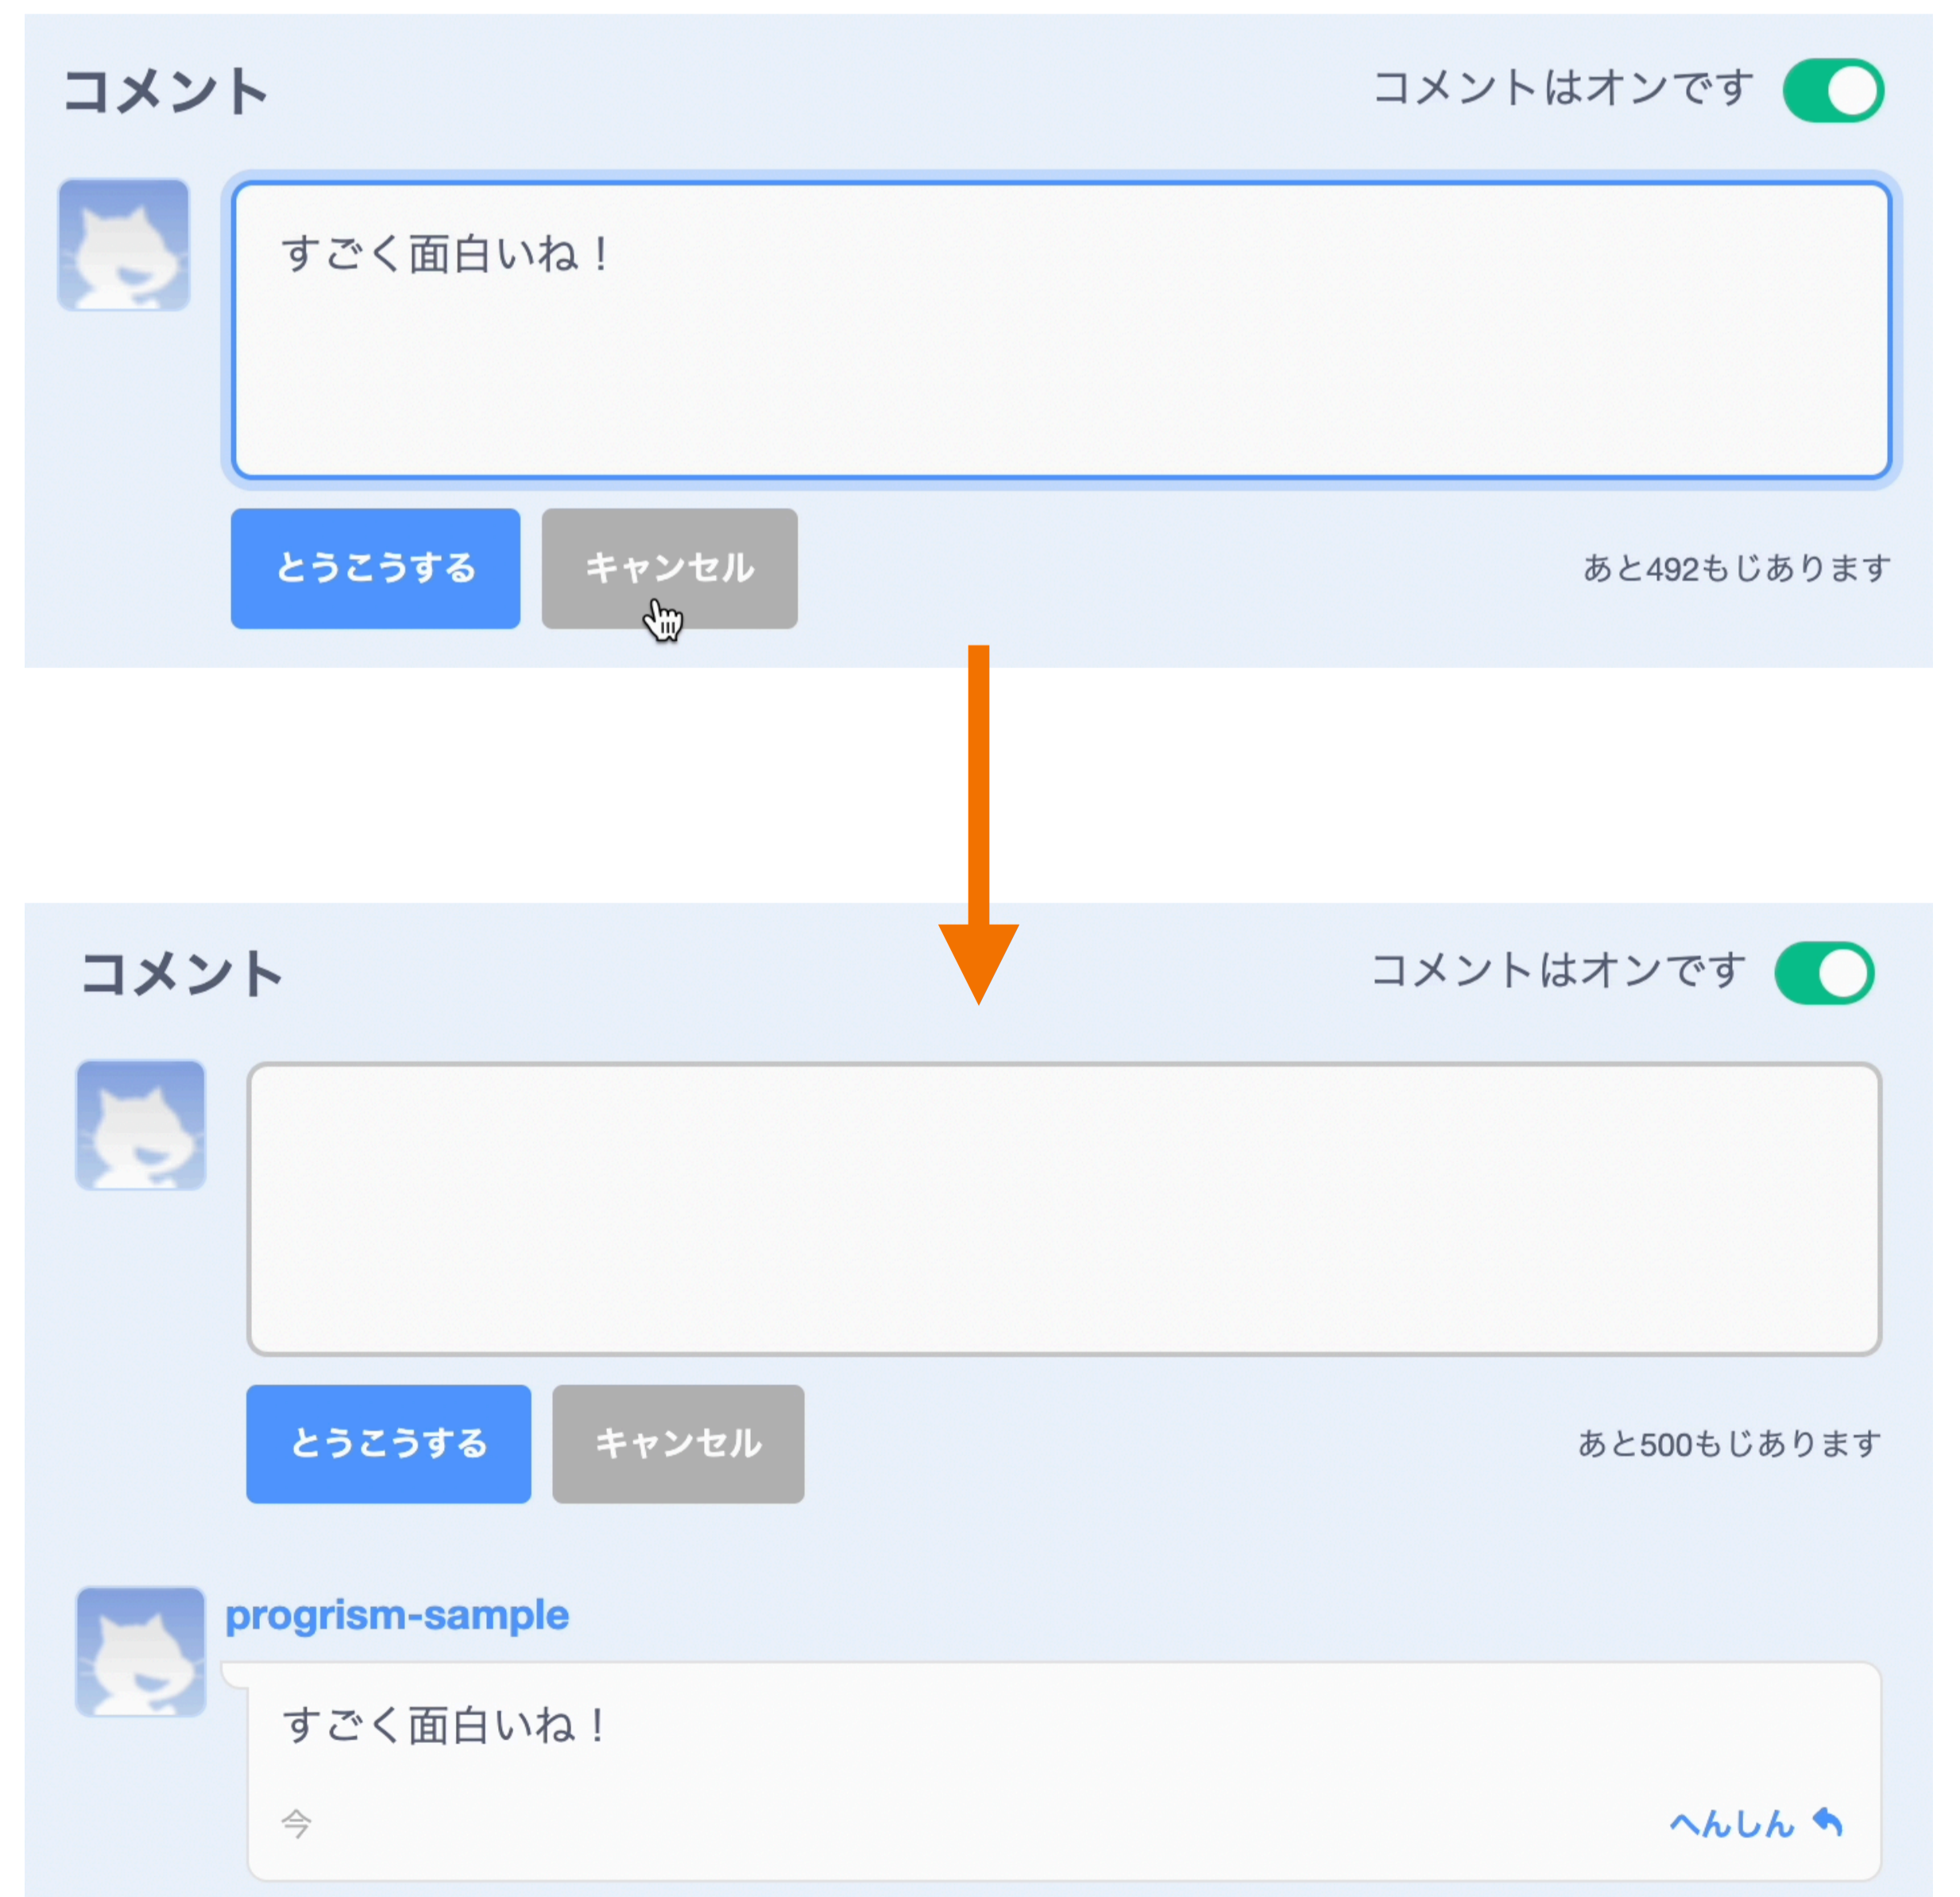 コメント
コメントはオンです
すごく面白いね！
とうこうする
キャンセル
あと492もじあります
コメント
コメントはオンです
とうこうする
キャンセル
あと500もじあります
progrism-sample
すごく面白いね！
今
へんしん